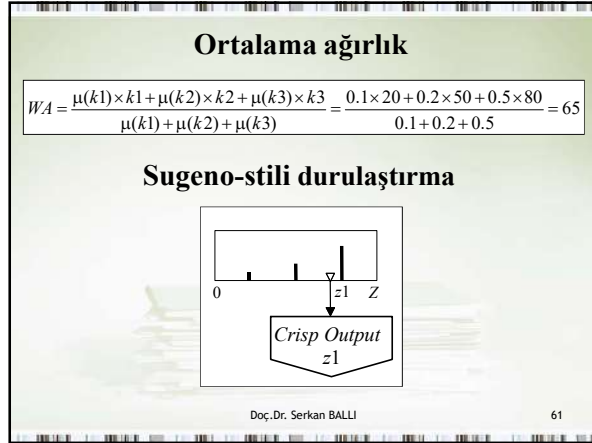 Ortalama ağırlık
WA = \frac{μ(k1)×k1+μ(k2)×k2+μ(k3)×k3}{μ(k1)+μ(k2)+μ(k3)} = \frac{0.1×20+0.2×50+0.5×80}{0.1+0.2+0.5} = 65
Sugeno-stili durulaştırma
0 z1 Z
Crisp Output
z1
Doç.Dr. Serkan BALLI 61